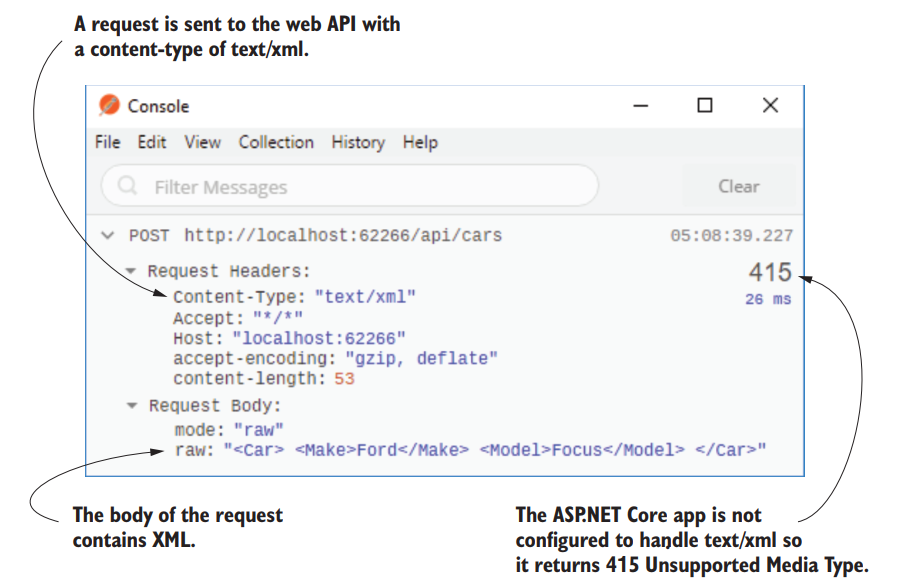 A request is sent to the web API with
a content-type of text/xml.
Console
File Edit View Collection History Help
Filter Messages
Clear
POST http://localhost:62266/api/cars
05:08:39.227
Request Headers:
415
Content-Type: "text/xml"
26 ms
Accept: "*/*"
Host: "localhost:62266"
accept-encoding: "gzip, deflate"
content-length: 53
Request Body:
mode: "raw"
raw: "<Car> <Make>Ford</Make> <Model>Focus</Model> </Car>"
The body of the request
contains XML.
The ASP.NET Core app is not
configured to handle text/xml so
it returns 415 Unsupported Media Type.